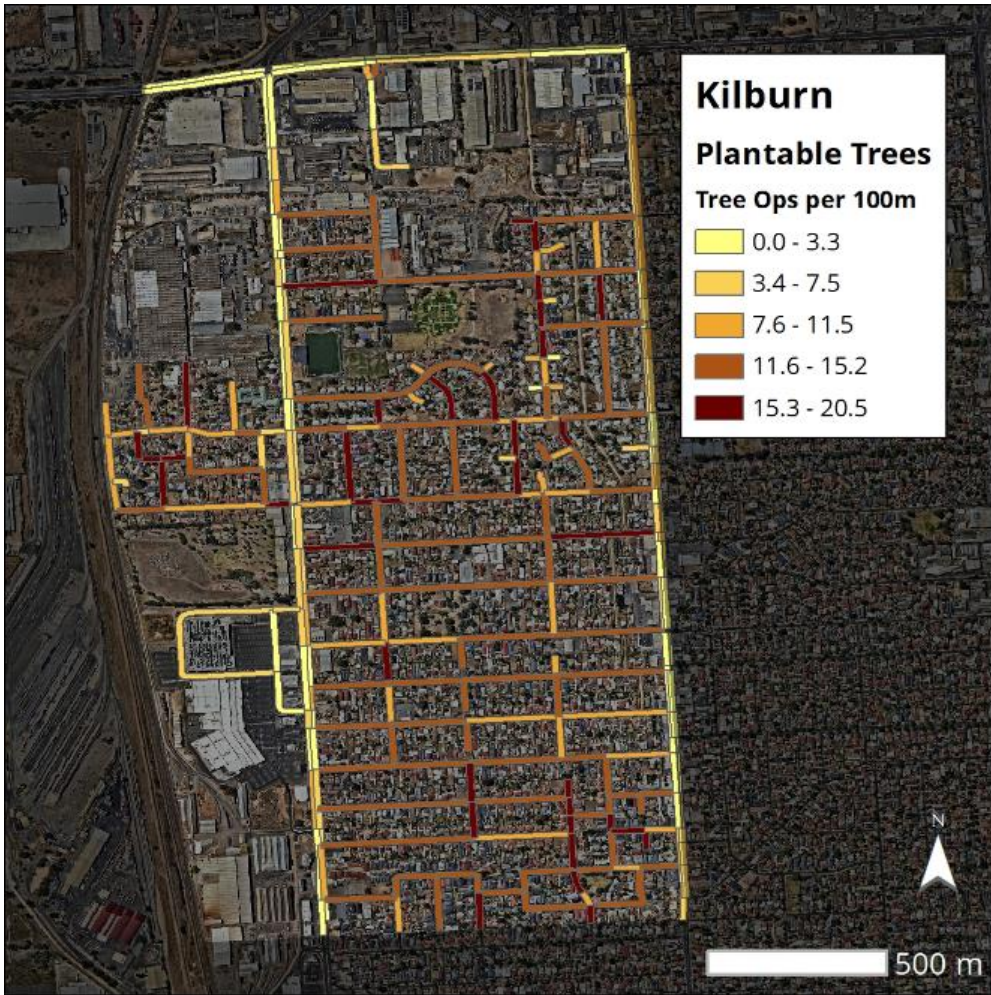 Kilburn
Plantable Trees
Tree Ops per 100m
0.0 - 3.3
3.4 - 7.5
7.6 - 11.5
11.6 - 15.2
15.3 - 20.5
N
500 m